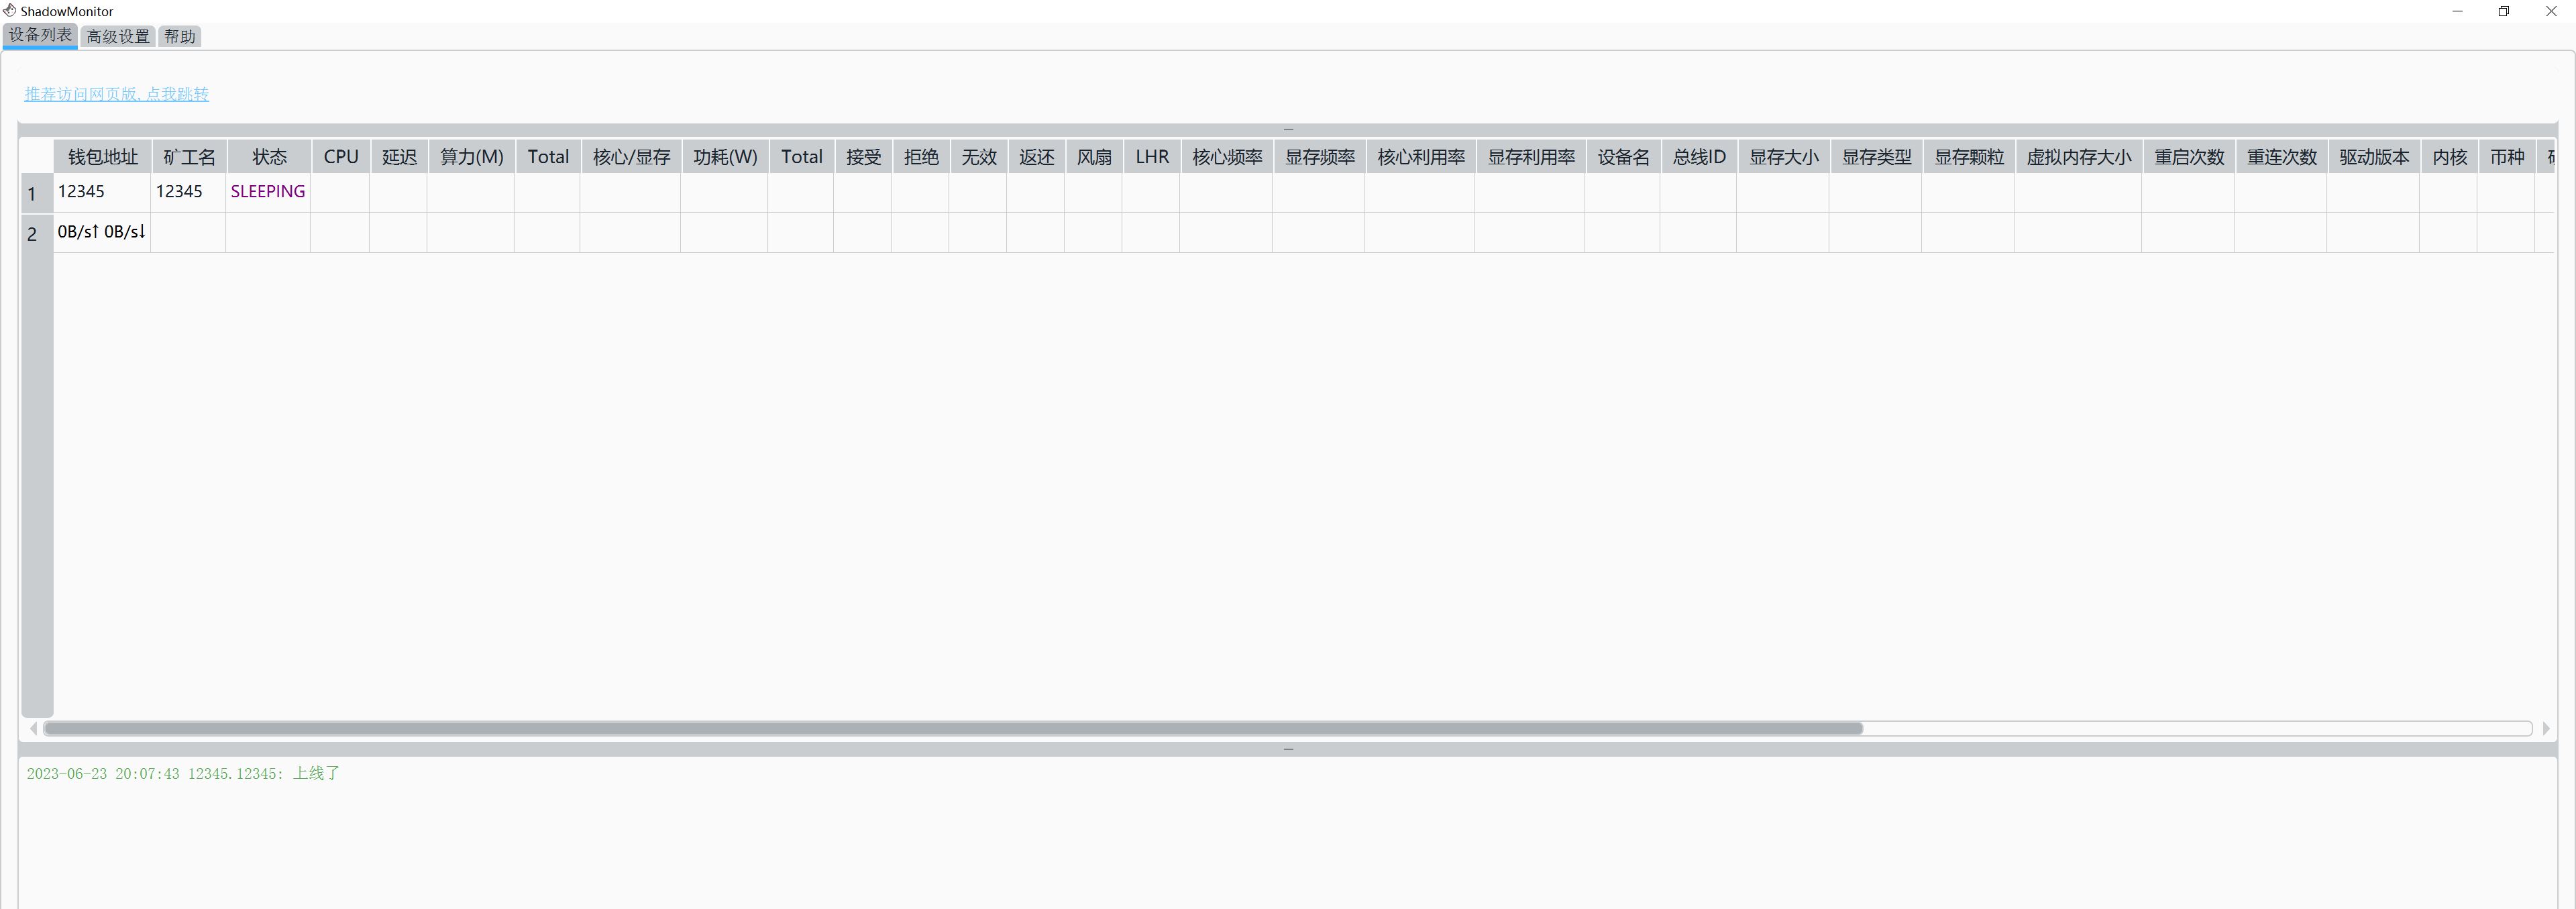 ShadowMonitor
设备列表 高级设置 帮助
推荐访问网页版,点我跳转
钱包地址 矿工名 状态 CPU 延迟 算力(M) Total 核心/显存 功耗(W) Total 接受 拒绝 无效 返还 风扇 LHR 核心频率 显存频率 核心利用率 显存利用率 设备名 总线ID 显存大小 显存类型 显存颗粒 虚拟内存大小 重启次数 重连次数 驱动版本 内核 币种
1 12345 12345 SLEEPING
2 0B/s↑ 0B/s↓
2023-06-23 20:07:43 12345.12345: 上线了